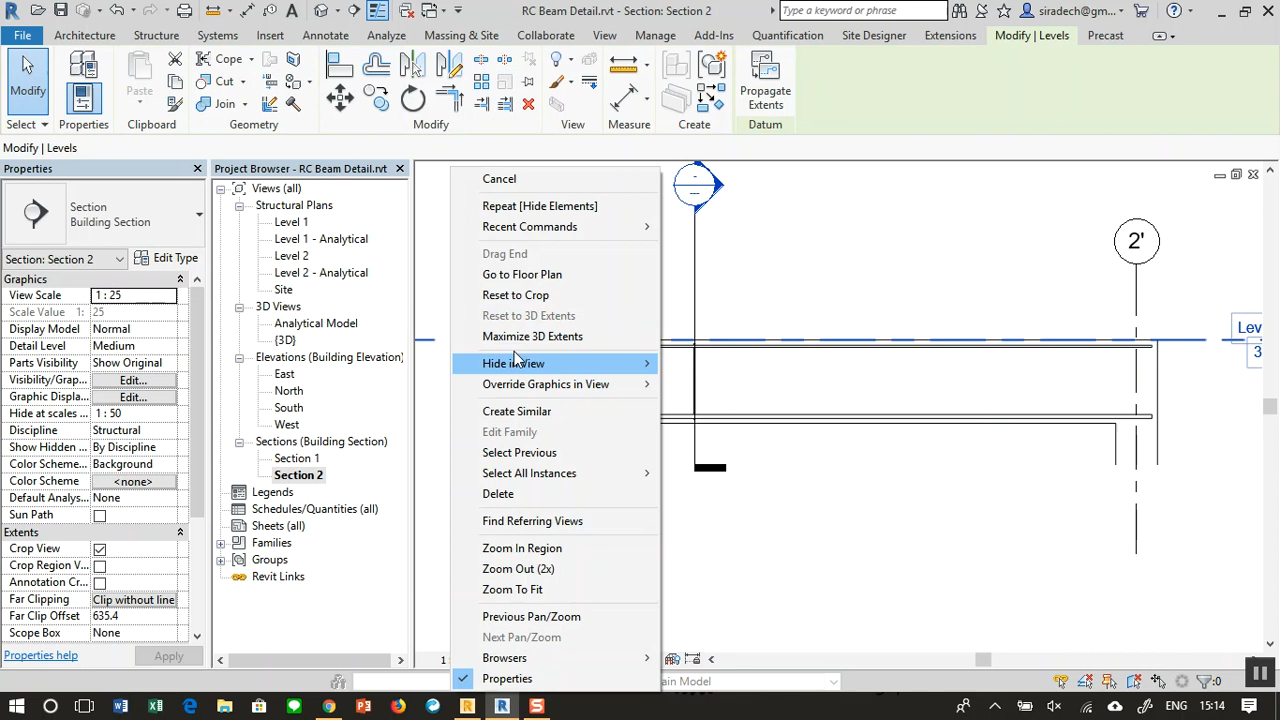 RC Beam Detail.rvt - Section: Section 2
Type a keyword or phrase
siradech@gm...
File Architecture Structure Systems Insert Annotate Analyze Massing & Site Collaborate View Manage Add-Ins Quantification Site Designer Extensions Modify | Levels Precast
Modify
Paste
Cope
Cut
Join
Propagate
Extents
Select Properties Clipboard Geometry Modify View Measure Create Datum
Modify | Levels
Properties
Section
Building Section
Section: Section 2 Edit Type
Graphics
View Scale 1 : 25
Scale Value 1: 25
Display Model Normal
Detail Level Medium
Parts Visibility Show Original
Visibility/Grap... Edit...
Graphic Displa... Edit...
Hide at scales ... 1 : 50
Discipline Structural
Show Hidden ... By Discipline
Color Scheme... Background
Color Scheme <none>
Default Analys... None
Sun Path
Extents
Crop View
Crop Region V...
Annotation Cr...
Far Clipping Clip without line
Far Clip Offset 635.4
Scope Box None
Properties help Apply
Project Browser - RC Beam Detail.rvt
Views (all)
Structural Plans
Level 1
Level 1 - Analytical
Level 2
Level 2 - Analytical
Site
3D Views
Analytical Model
{3D}
Elevations (Building Elevation)
East
North
South
West
Sections (Building Section)
Section 1
Section 2
Legends
Schedules/Quantities (all)
Sheets (all)
Families
Groups
Revit Links
Cancel
Repeat [Hide Elements]
Recent Commands
Drag End
Go to Floor Plan
Reset to Crop
Reset to 3D Extents
Maximize 3D Extents
Hide in View
Override Graphics in View
Create Similar
Edit Family
Select Previous
Select All Instances
Delete
Find Referring Views
Zoom In Region
Zoom Out (2x)
Zoom To Fit
Previous Pan/Zoom
Next Pan/Zoom
Browsers
Properties
2'
Lev
3
1
ain Model
:0
ENG 15:14